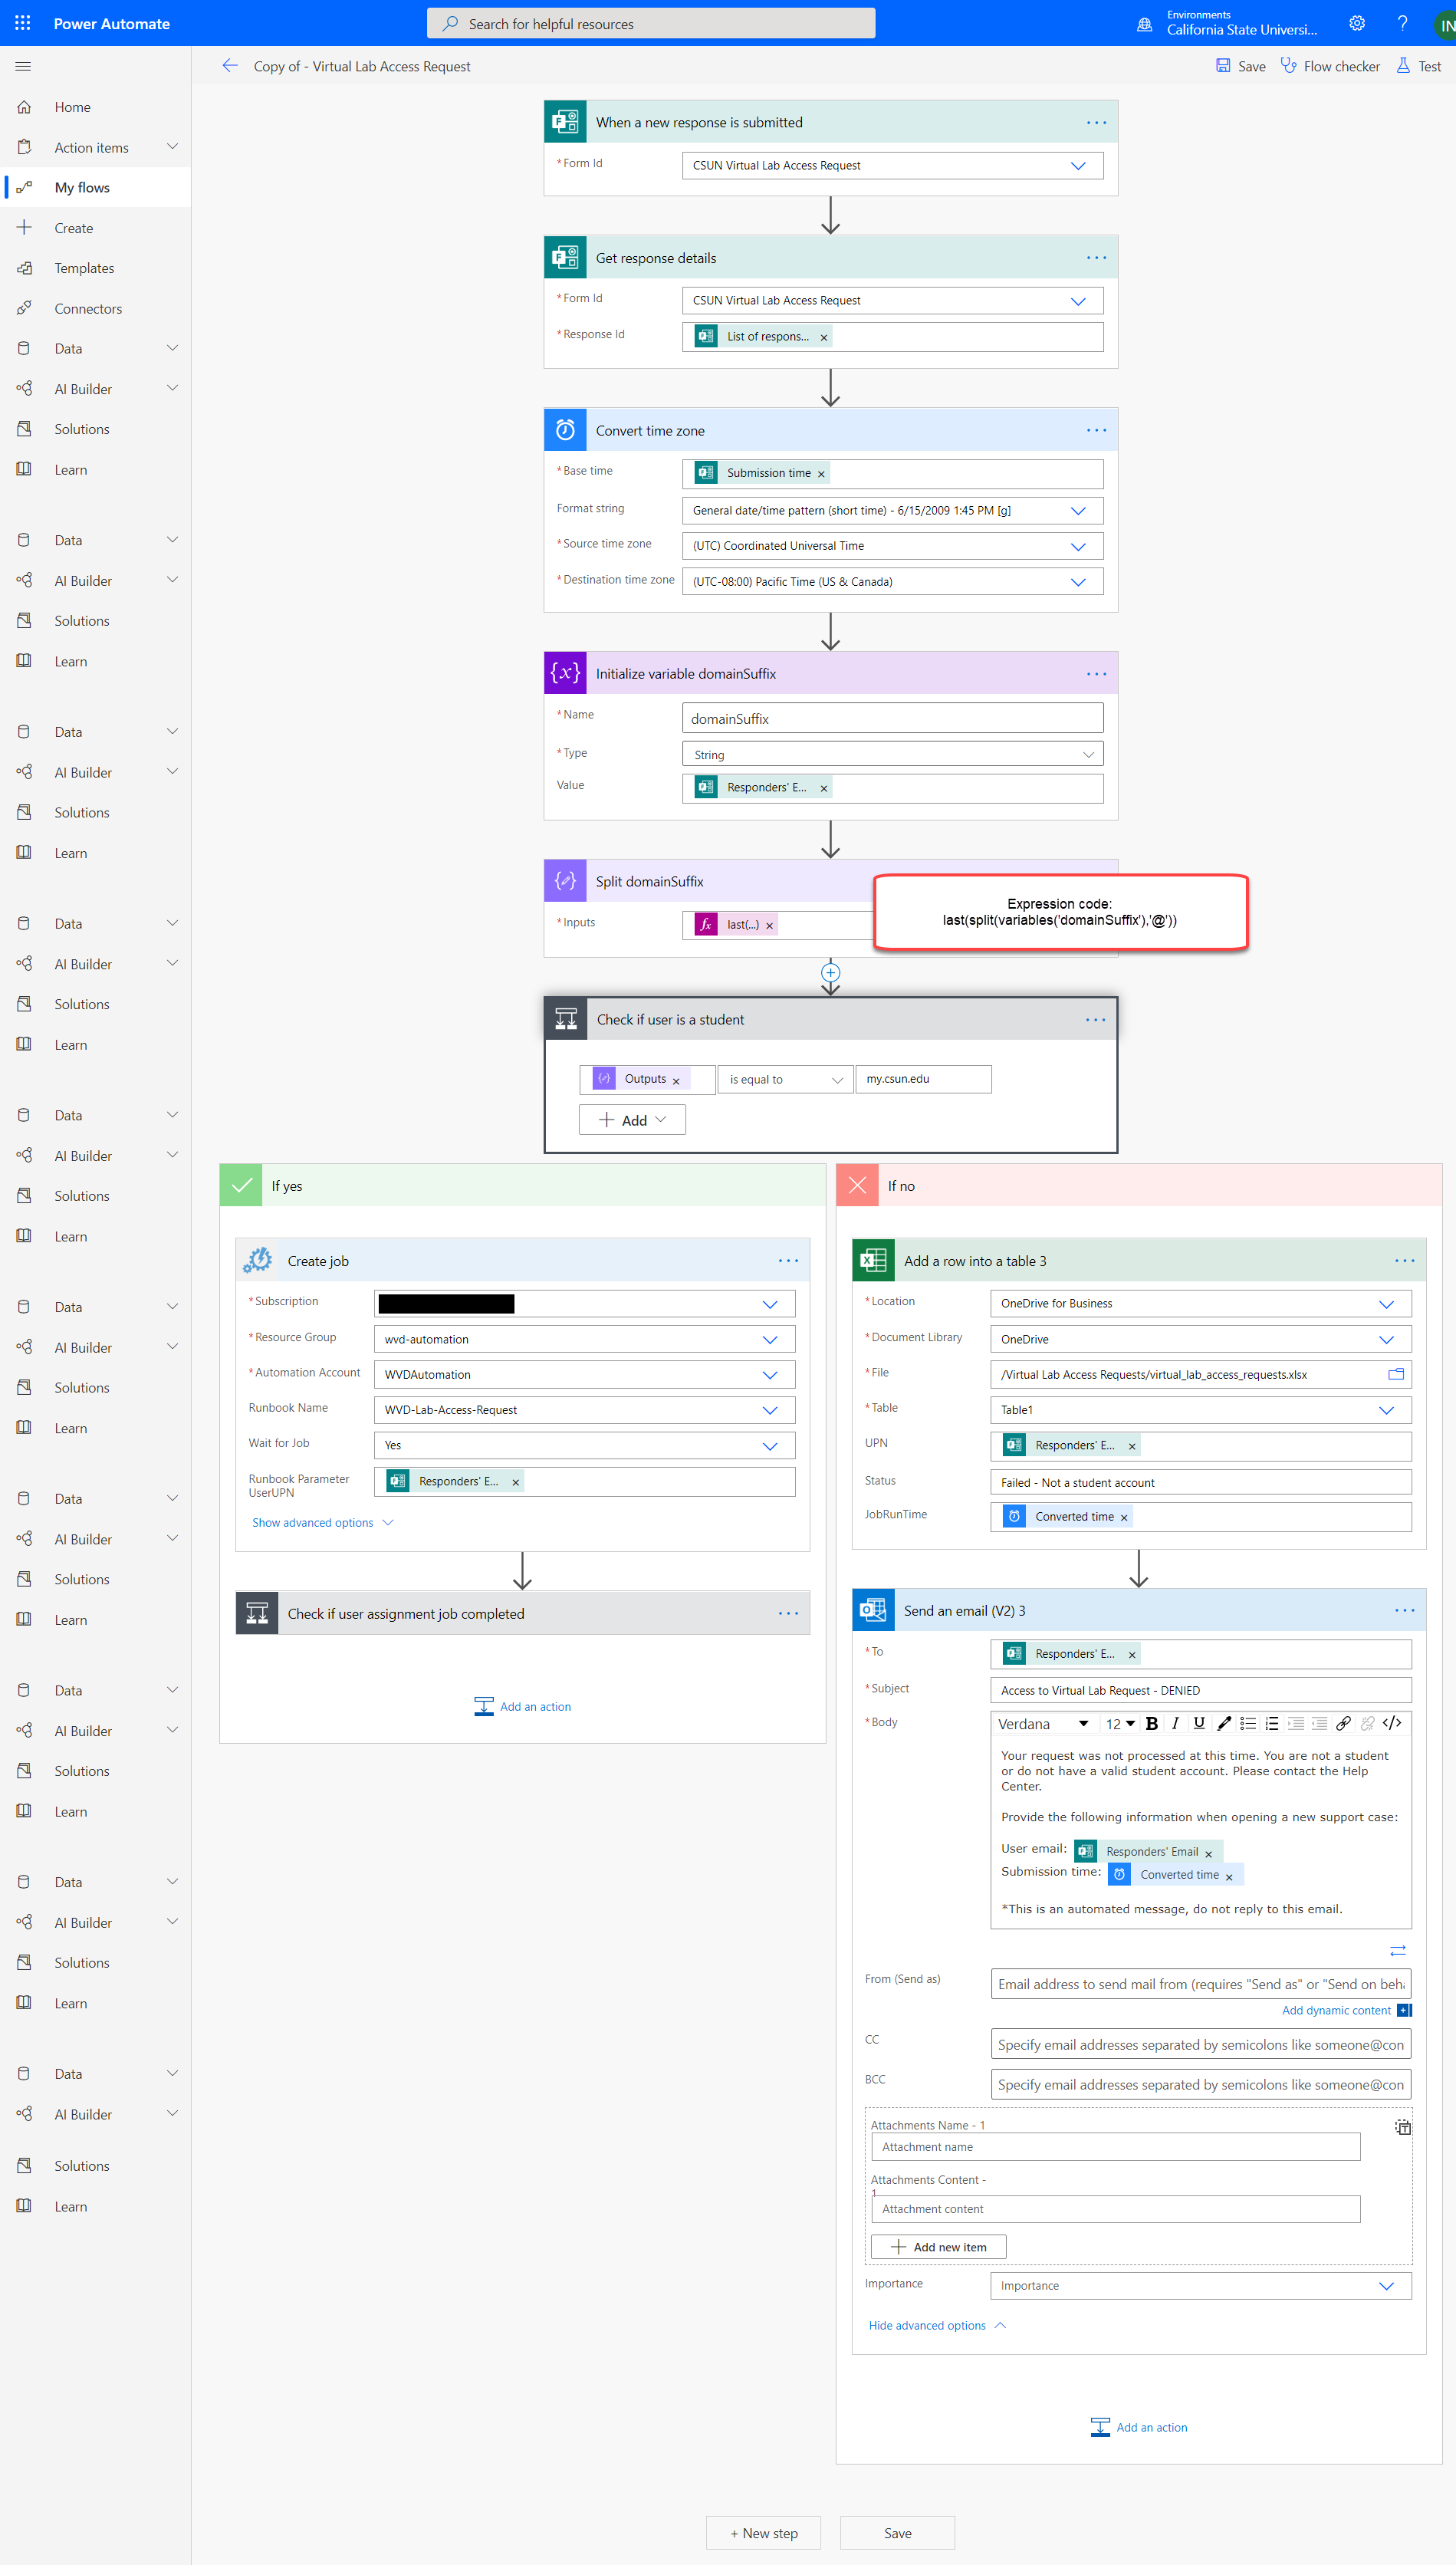 Power Automate
Search for helpful resources
Environments
California State Universi...
?
IN
Copy of - Virtual Lab Access Request
Save
Flow checker
Test
Home
Action items
My flows
Create
Templates
Connectors
Data
AI Builder
Solutions
Learn
Data
AI Builder
Solutions
Learn
Data
AI Builder
Solutions
Learn
Data
AI Builder
Solutions
Learn
Data
AI Builder
Solutions
Learn
Data
AI Builder
Solutions
Learn
Data
AI Builder
Solutions
Learn
Data
AI Builder
Solutions
Learn
Data
AI Builder
Solutions
Learn
Data
AI Builder
Solutions
Learn
When a new response is submitted
* Form Id
CSUN Virtual Lab Access Request
Get response details
* Form Id
CSUN Virtual Lab Access Request
* Response Id
List of respons... ×
Convert time zone
* Base time
Submission time ×
Format string
General date/time pattern (short time) - 6/15/2009 1:45 PM [g]
* Source time zone
(UTC) Coordinated Universal Time
* Destination time zone
(UTC-08:00) Pacific Time (US & Canada)
{x} Initialize variable domainSuffix
* Name
domainSuffix
* Type
String
Value
Responders' E... ×
Split domainSuffix
* Inputs
fx last(...) ×
Expression code:
last(split(variables('domainSuffix'),'@'))
Check if user is a student
Outputs ×
is equal to
my.csun.edu
+ Add
If yes
Create job
* Subscription
* Resource Group
wvd-automation
* Automation Account
WVDAutomation
Runbook Name
WVD-Lab-Access-Request
Wait for Job
Yes
Runbook Parameter
UserUPN
Responders' E... ×
Show advanced options
Check if user assignment job completed
Add an action
If no
Add a row into a table 3
* Location
OneDrive for Business
* Document Library
OneDrive
* File
/Virtual Lab Access Requests/virtual_lab_access_requests.xlsx
* Table
Table1
UPN
Responders' E... ×
Status
Failed - Not a student account
JobRunTime
Converted time ×
Send an email (V2) 3
* To
Responders' E... ×
* Subject
Access to Virtual Lab Request - DENIED
* Body
Verdana 12 B I U </>
Your request was not processed at this time. You are not a student
or do not have a valid student account. Please contact the Help
Center.
Provide the following information when opening a new support case:
User email: Responders' Email ×
Submission time: Converted time ×
*This is an automated message, do not reply to this email.
From (Send as)
Email address to send mail from (requires "Send as" or "Send on beha
Add dynamic content
CC
Specify email addresses separated by semicolons like someone@con
BCC
Specify email addresses separated by semicolons like someone@con
Attachments Name - 1
Attachment name
Attachments Content -
1
Attachment content
+ Add new item
Importance
Importance
Hide advanced options
Add an action
+ New step
Save